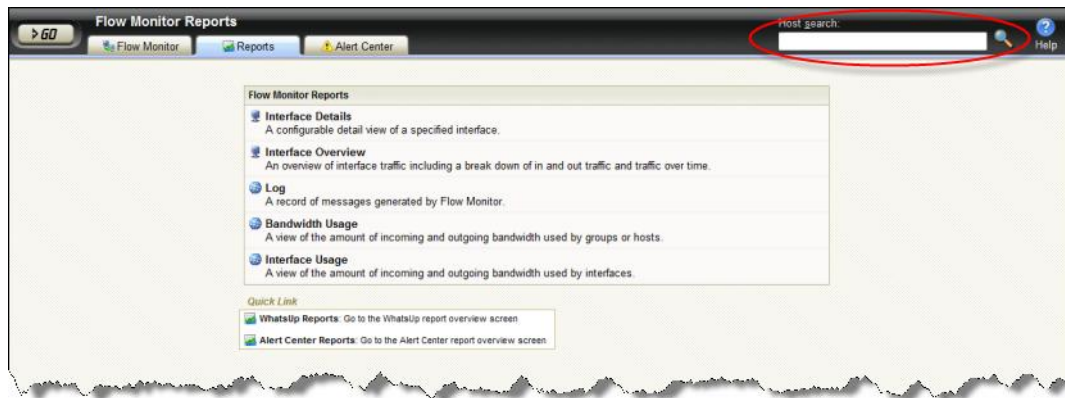 Flow Monitor Reports
> GO
Flow Monitor
Reports
Alert Center
Host search:
Help
Flow Monitor Reports
Interface Details
A configurable detail view of a specified interface.
Interface Overview
An overview of interface traffic including a break down of in and out traffic and traffic over time.
Log
A record of messages generated by Flow Monitor.
Bandwidth Usage
A view of the amount of incoming and outgoing bandwidth used by groups or hosts.
Interface Usage
A view of the amount of incoming and outgoing bandwidth used by interfaces.
Quick Link
WhatsUp Reports: Go to the WhatsUp report overview screen
Alert Center Reports: Go to the Alert Center report overview screen